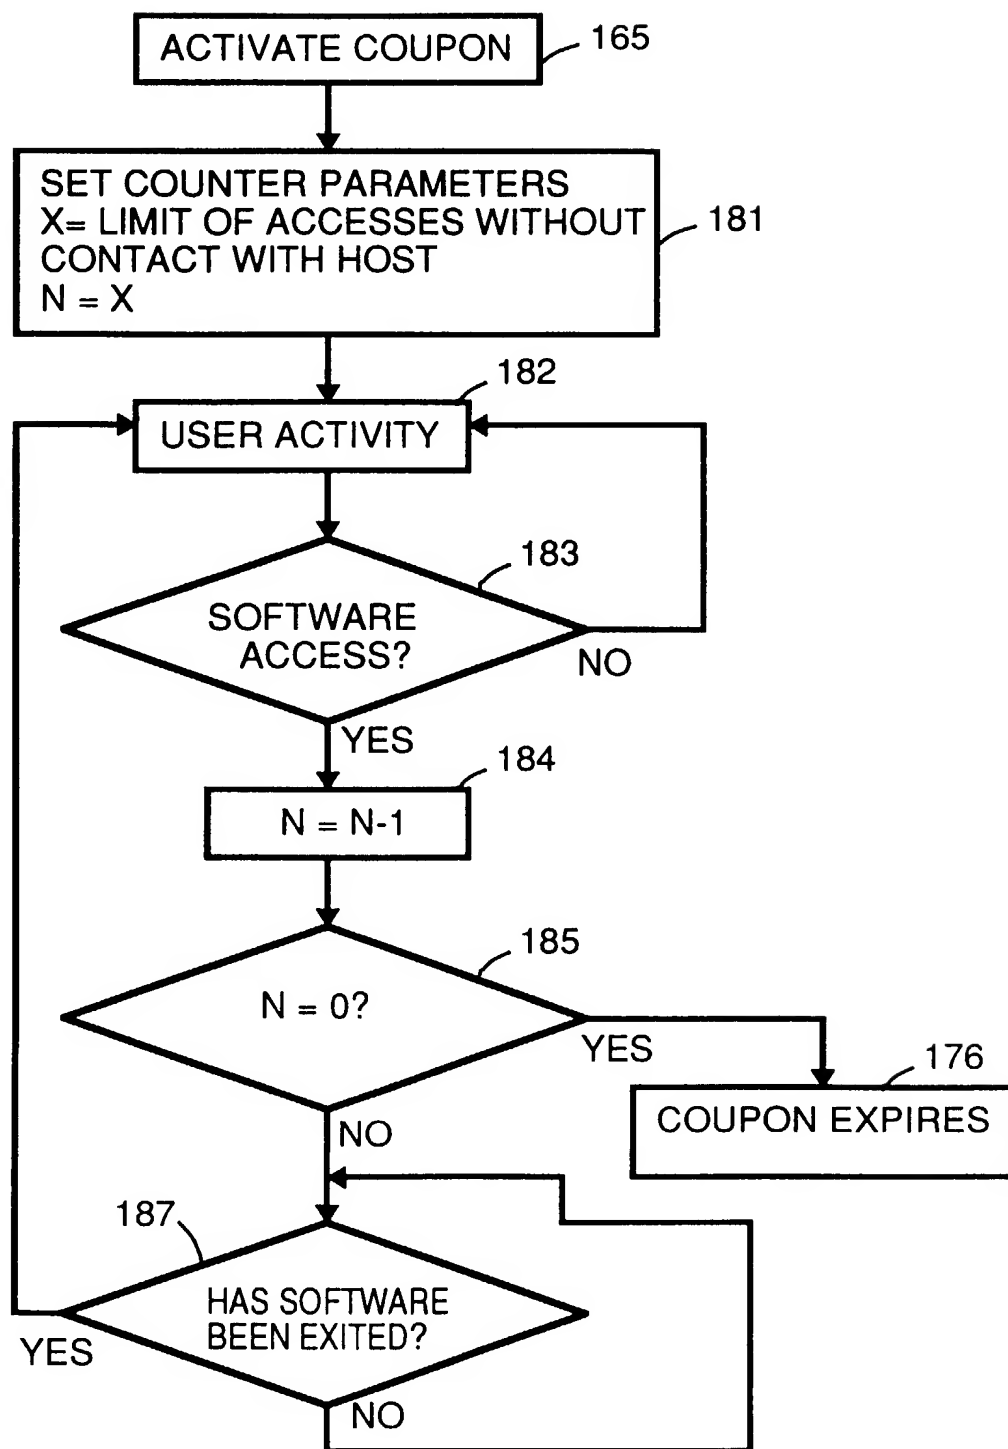 ACTIVATE COUPON
165
SET COUNTER PARAMETERS
X= LIMIT OF ACCESSES WITHOUT
CONTACT WITH HOST
N = X
181
182
USER ACTIVITY
183
SOFTWARE
ACCESS?
NO
YES
184
N = N-1
185
N = 0?
YES
176
COUPON EXPIRES
NO
187
HAS SOFTWARE
BEEN EXITED?
YES
NO